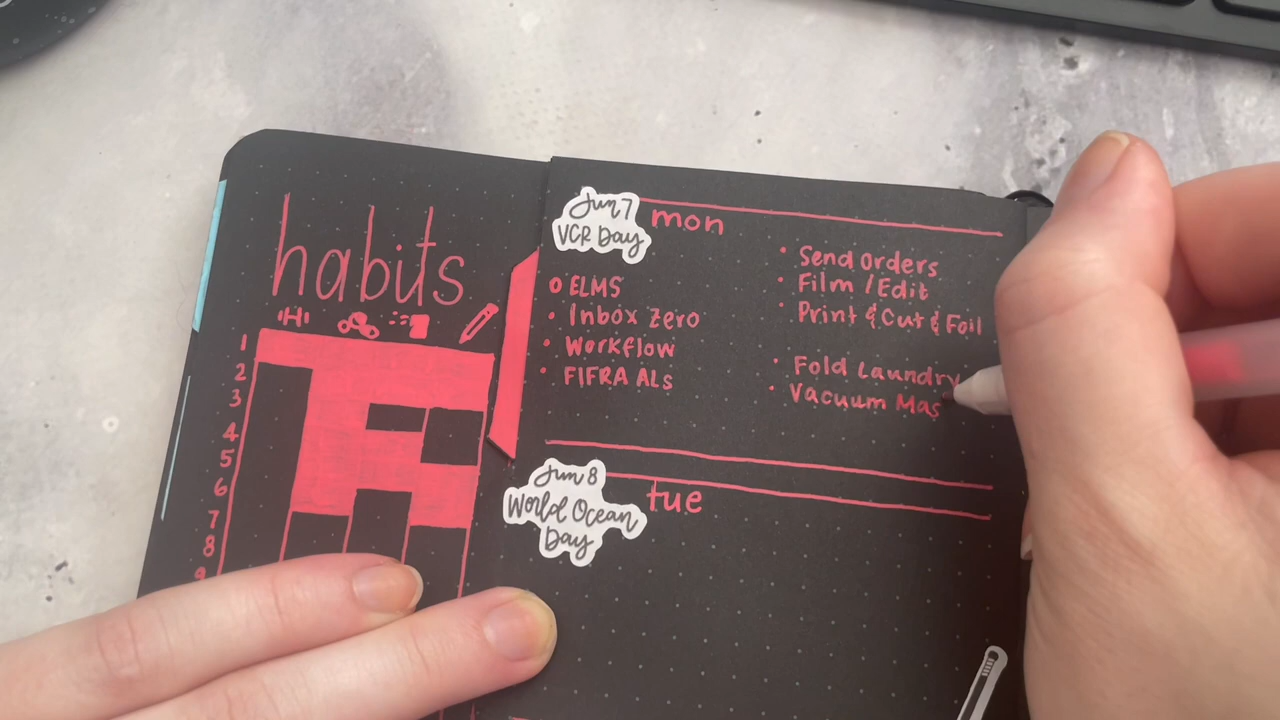 habits
1
2
3
4
5
6
7
8
9
Jun 7
VCR Day
mon
O ELMS
• Inbox Zero
• Workflow
• FIFRA ALs
• Send Orders
• Film / Edit
• Print & Cut & Foil
• Fold Laundry
• Vacuum Mas
Jun 8
World Ocean
Day
tue